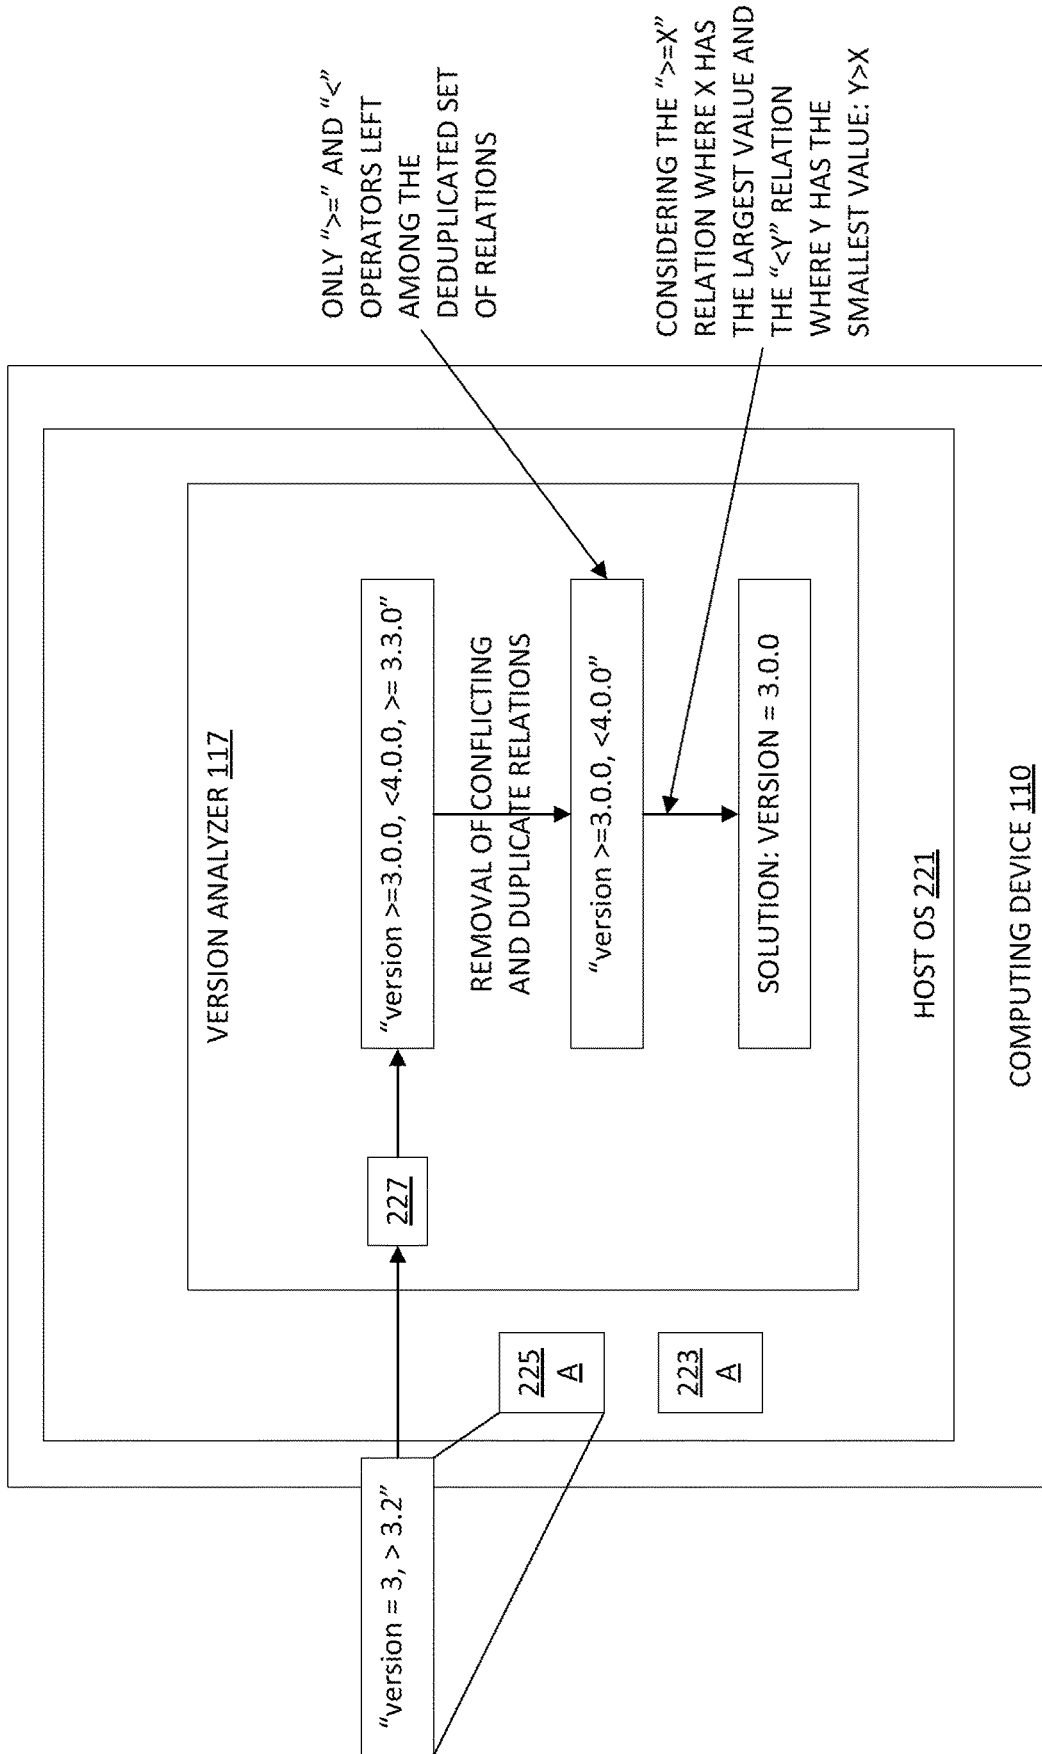 VERSION ANALYZER 117
"version = 3, > 3.2"
227
"version >=3.0.0, <4.0.0, >= 3.3.0"
REMOVAL OF CONFLICTING
AND DUPLICATE RELATIONS
"version >=3.0.0, <4.0.0"
SOLUTION: VERSION = 3.0.0
225
A
223
A
HOST OS 221
COMPUTING DEVICE 110
ONLY ">=" AND "<"
OPERATORS LEFT
AMONG THE
DEDUPLICATED SET
OF RELATIONS
CONSIDERING THE ">=X"
RELATION WHERE X HAS
THE LARGEST VALUE AND
THE "<Y" RELATION
WHERE Y HAS THE
SMALLEST VALUE: Y>X